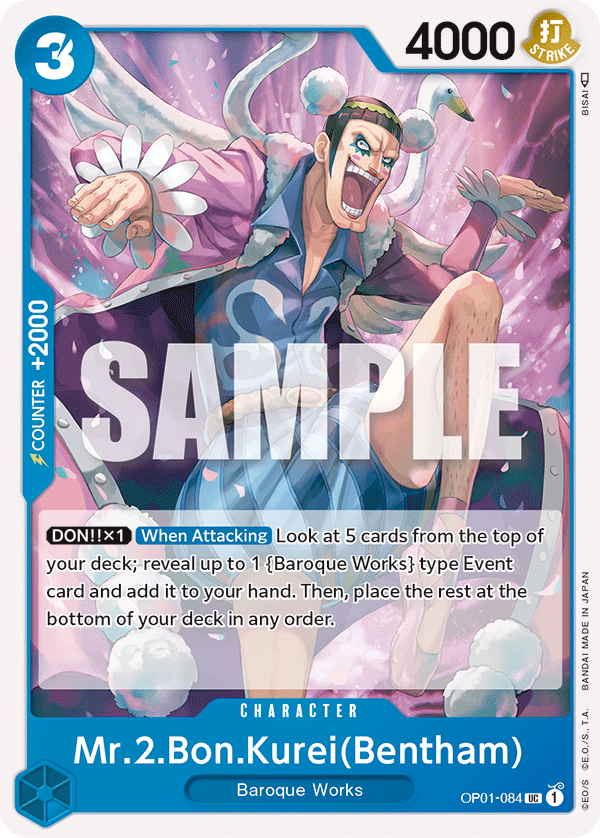 3
4000
打
STRIKE
BISAI
COUNTER +2000
SAMPLE
DON!!×1 When Attacking Look at 5 cards from the top of
your deck; reveal up to 1 {Baroque Works} type Event
card and add it to your hand. Then, place the rest at the
bottom of your deck in any order.
©EO/S ©E.O./S., T.A. BANDAI MADE IN JAPAN
CHARACTER
Mr.2.Bon.Kurei(Bentham)
Baroque Works
OP01-084 UC 1